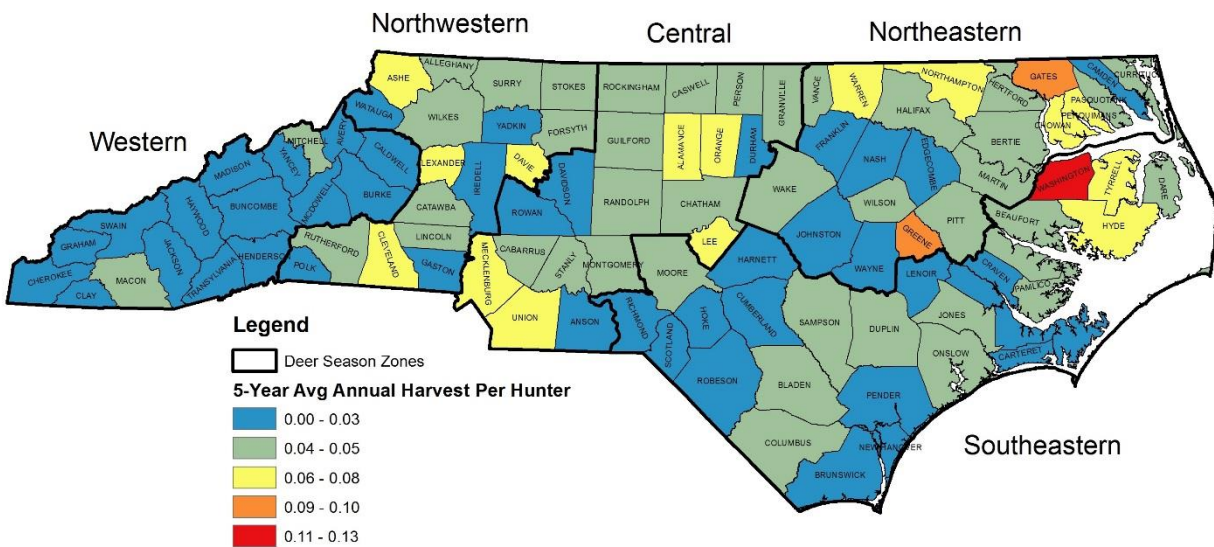 Northwestern
Central
Northeastern
Western
Southeastern
ASHE
ALLEGHANY
SURRY
STOKES
ROCKINGHAM
CASWELL
PERSON
GRANVILLE
VANCE
WARREN
NORTHAMPTON
HERTFORD
GATES
CAMDEN
CURRITUCK
PASQUOTANK
PERQUIMANS
CHOWAN
WATAUGA
WILKES
YADKIN
FORSYTH
GUILFORD
ALAMANCE
ORANGE
DURHAM
FRANKLIN
HALIFAX
BERTIE
NASH
EDGECOMBE
MARTIN
WASHINGTON
TYRRELL
DARE
MITCHELL
AVERY
CALDWELL
LEXANDER
IREDELL
DAVIE
DAVIDSON
RANDOLPH
CHATHAM
WAKE
WILSON
PITT
BEAUFORT
HYDE
MADISON
YANCEY
MCDOWELL
BURKE
CATAWBA
ROWAN
BUNCOMBE
HAYWOOD
SWAIN
GRAHAM
JACKSON
CHEROKEE
CLAY
MACON
TRANSYLVANIA
HENDERSON
RUTHERFORD
POLK
CLEVELAND
LINCOLN
GASTON
MECKLENBURG
CABARRUS
STANLY
MONTGOMERY
MOORE
LEE
HARNETT
JOHNSTON
WAYNE
GREENE
LENOIR
CRAVEN
PAMLICO
UNION
ANSON
RICHMOND
SCOTLAND
HOKE
CUMBERLAND
SAMPSON
DUPLIN
JONES
CARTERET
ONSLOW
ROBESON
BLADEN
PENDER
COLUMBUS
NEW HANOVER
BRUNSWICK
Legend
Deer Season Zones
5-Year Avg Annual Harvest Per Hunter
0.00 - 0.03
0.04 - 0.05
0.06 - 0.08
0.09 - 0.10
0.11 - 0.13